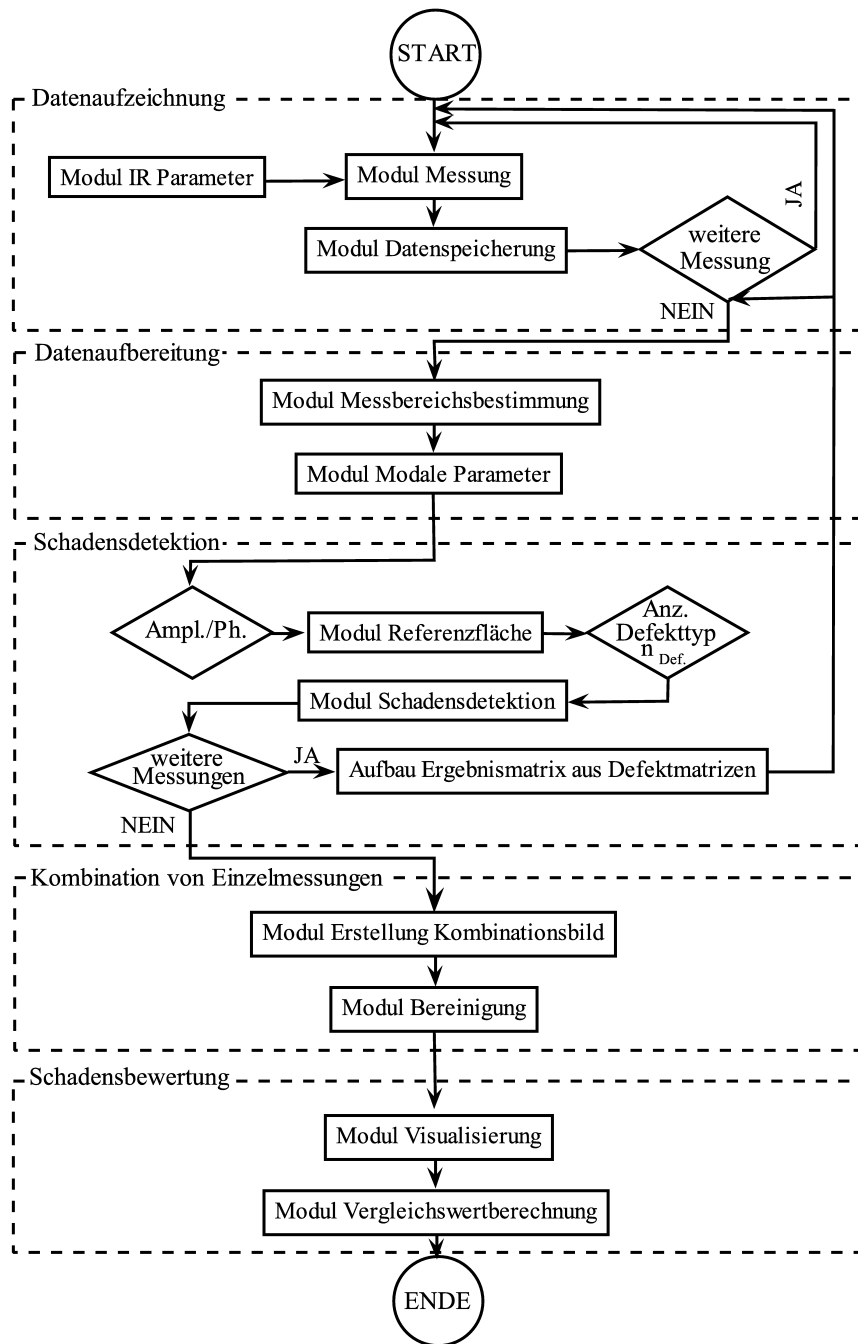 START
Datenaufzeichnung
Modul IR Parameter
Modul Messung
JA
Modul Datenspeicherung
weitere
Messung
NEIN
Datenaufbereitung
Modul Messbereichsbestimmung
Modul Modale Parameter
Schadensdetektion
Ampl./Ph.
Modul Referenzfläche
Anz.
Defekttyp
n Def.
Modul Schadensdetektion
weitere
Messungen
JA
Aufbau Ergebnismatrix aus Defektmatrizen
NEIN
Kombination von Einzelmessungen
Modul Erstellung Kombinationsbild
Modul Bereinigung
Schadensbewertung
Modul Visualisierung
Modul Vergleichswertberechnung
ENDE